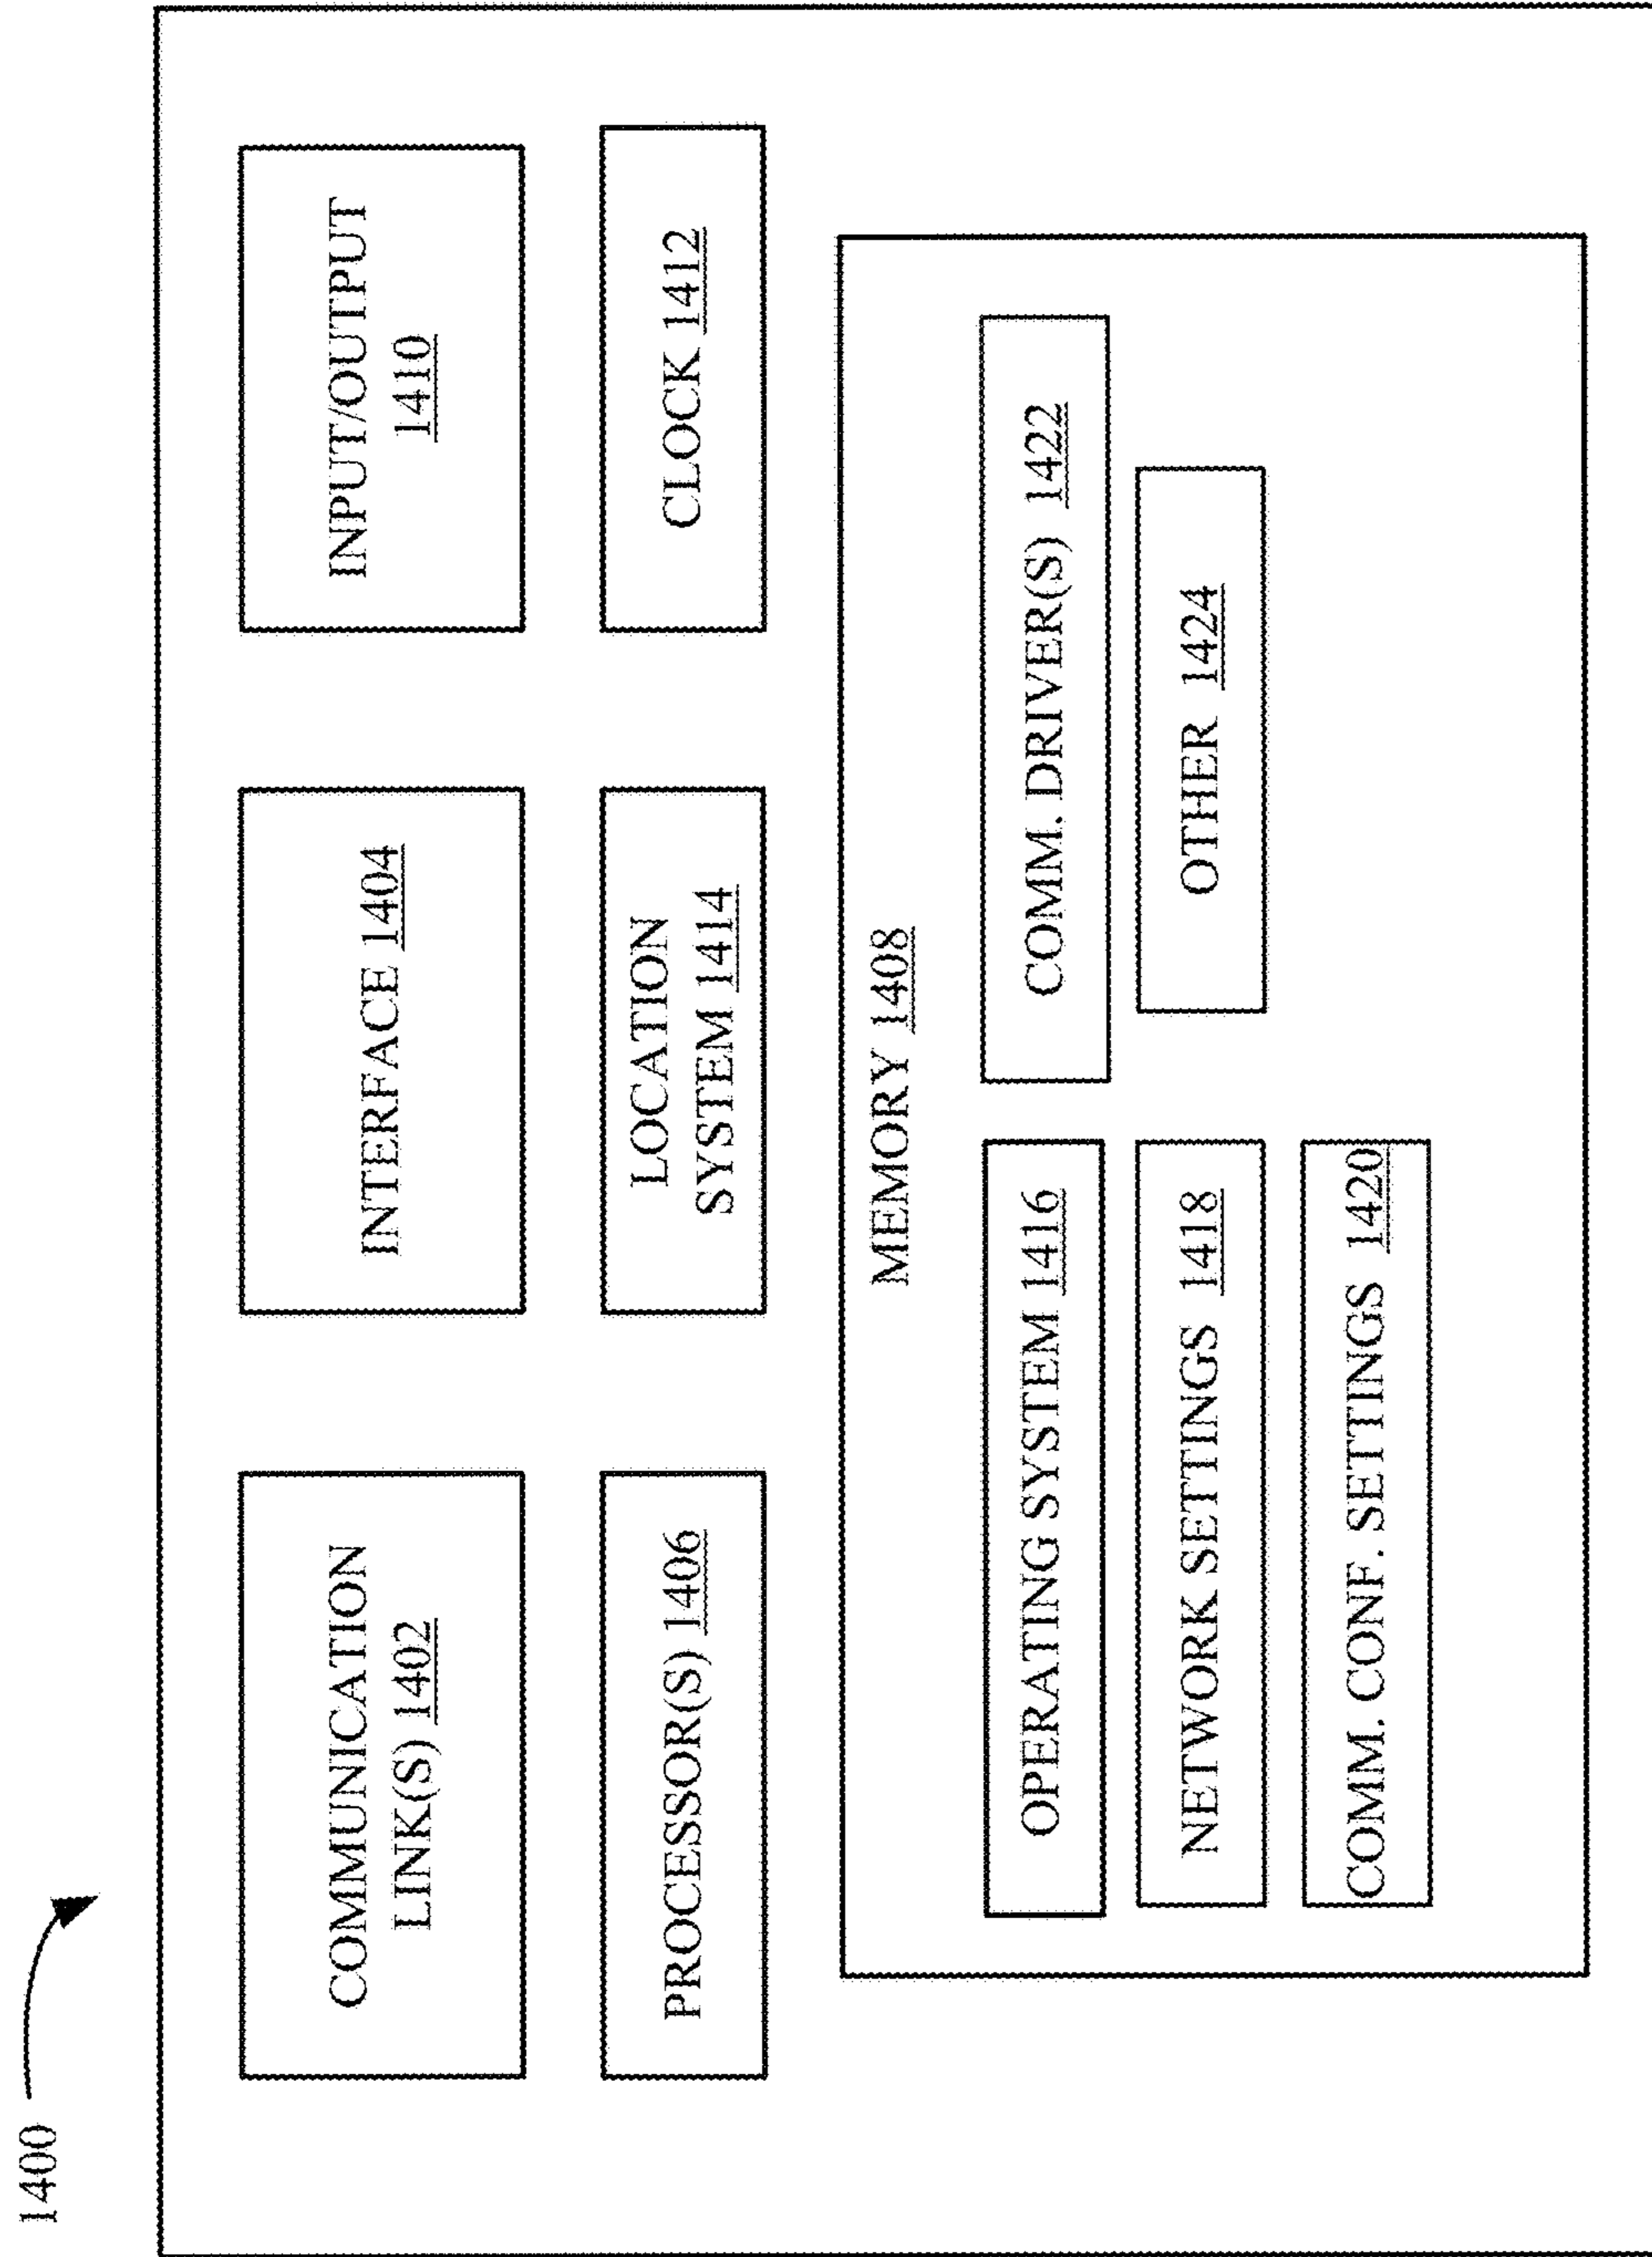 1400
COMMUNICATION
LINK(S) 1402
INTERFACE 1404
INPUT/OUTPUT
1410
PROCESSOR(S) 1406
LOCATION
SYSTEM 1414
CLOCK 1412
MEMORY 1408
OPERATING SYSTEM 1416
COMM. DRIVER(S) 1422
NETWORK SETTINGS 1418
OTHER 1424
COMM. CONF. SETTINGS 1420